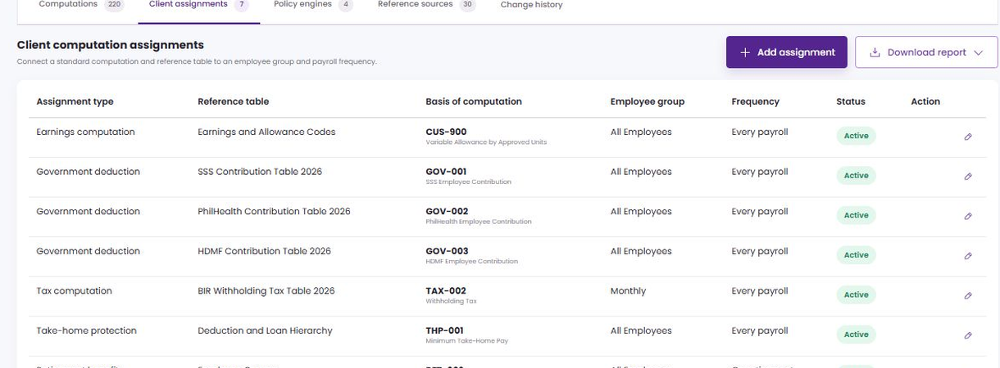 Computations 220 Client assignments 7 Policy engines 4 Reference sources 30 Change history
Client computation assignments
Connect a standard computation and reference table to an employee group and payroll frequency.
+ Add assignment
Download report
Assignment type Reference table Basis of computation Employee group Frequency Status Action
Earnings computation Earnings and Allowance Codes CUS-900 All Employees Every payroll Active
Variable Allowance by Approved Units
Government deduction SSS Contribution Table 2026 GOV-001 All Employees Every payroll Active
SSS Employee Contribution
Government deduction PhilHealth Contribution Table 2026 GOV-002 All Employees Every payroll Active
PhilHealth Employee Contribution
Government deduction HDMF Contribution Table 2026 GOV-003 All Employees Every payroll Active
HDMF Employee Contribution
Tax computation BIR Withholding Tax Table 2026 TAX-002 Monthly Every payroll Active
Withholding Tax
Take-home protection Deduction and Loan Hierarchy THP-001 All Employees Every payroll Active
Minimum Take-Home Pay